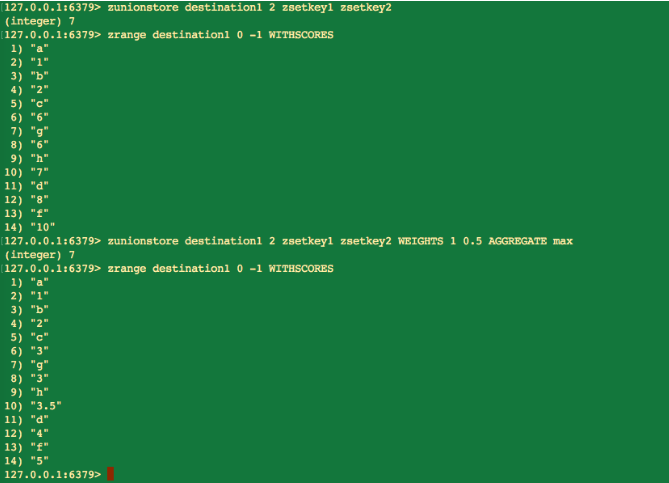 127.0.0.1:6379> zunionstore destination1 2 zsetkey1 zsetkey2
(integer) 7
127.0.0.1:6379> zrange destination1 0 -1 WITHSCORES
1) "a"
2) "1"
3) "b"
4) "2"
5) "c"
6) "6"
7) "g"
8) "6"
9) "h"
10) "7"
11) "d"
12) "8"
13) "f"
14) "10"
127.0.0.1:6379> zunionstore destination1 2 zsetkey1 zsetkey2 WEIGHTS 1 0.5 AGGREGATE max
(integer) 7
127.0.0.1:6379> zrange destination1 0 -1 WITHSCORES
1) "a"
2) "1"
3) "b"
4) "2"
5) "c"
6) "3"
7) "g"
8) "3"
9) "h"
10) "3.5"
11) "d"
12) "4"
13) "f"
14) "5"
127.0.0.1:6379>